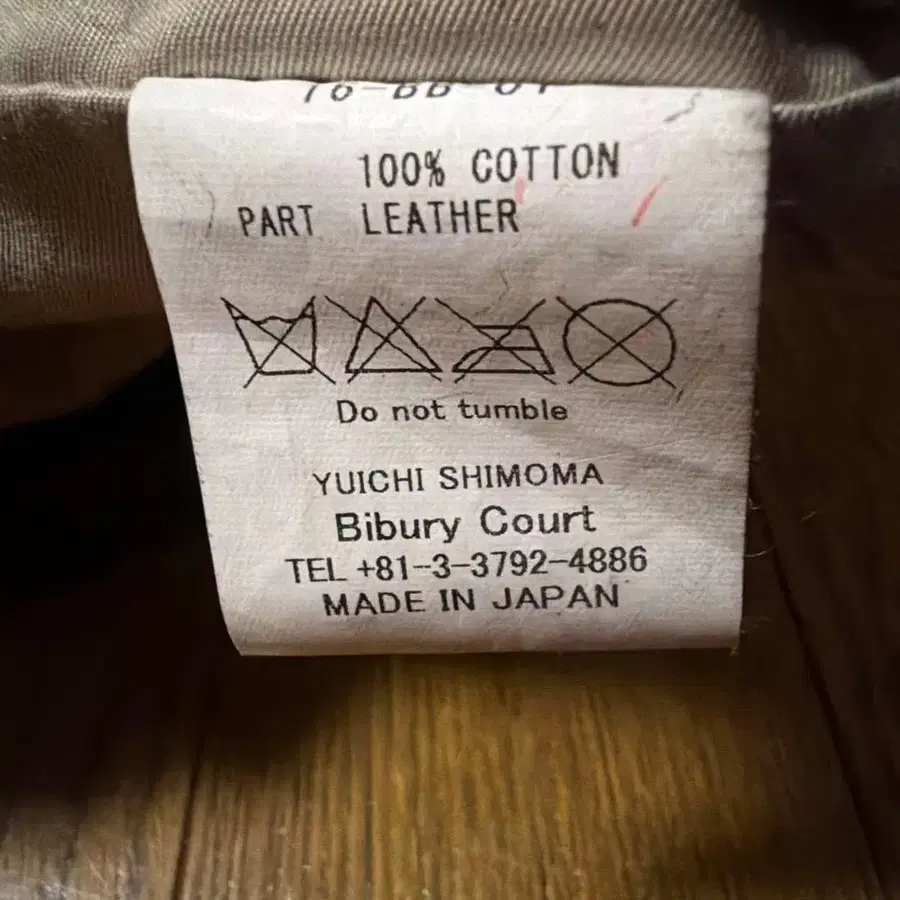 100% COTTON
PART LEATHER
Do not tumble
YUICHI SHIMOMA
Bibury Court
TEL +81-3-3792-4886
MADE IN JAPAN